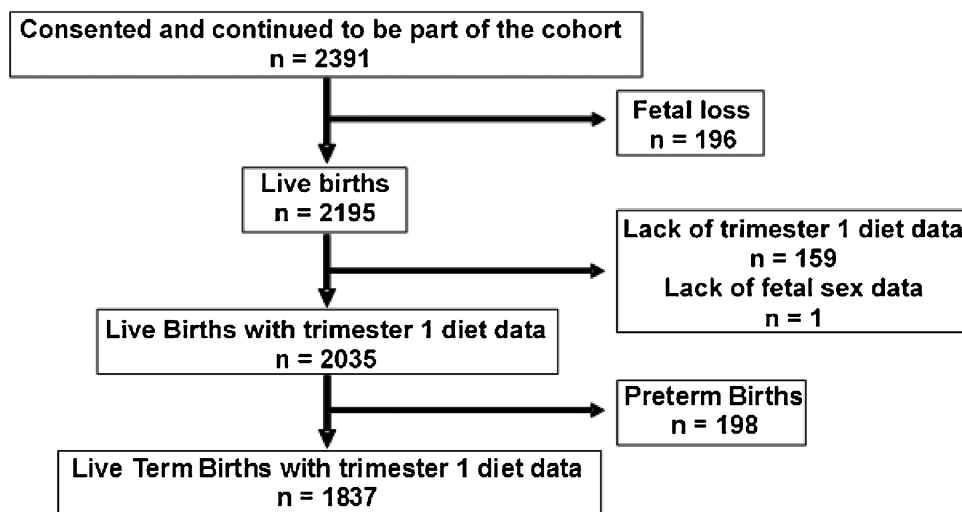 Consented and continued to be part of the cohort
n = 2391
Fetal loss
n = 196
Live births
n = 2195
Lack of trimester 1 diet data
n = 159
Lack of fetal sex data
n = 1
Live Births with trimester 1 diet data
n = 2035
Preterm Births
n = 198
Live Term Births with trimester 1 diet data
n = 1837